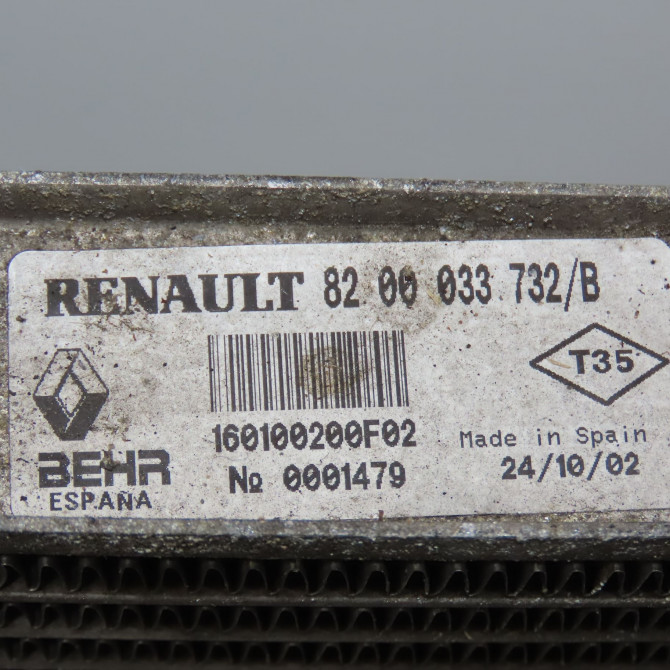 RENAULT 82 00 033 732/B
T35
160100200F02
Made in Spain
BEHR
ESPAÑA
№ 0001479
24/10/02